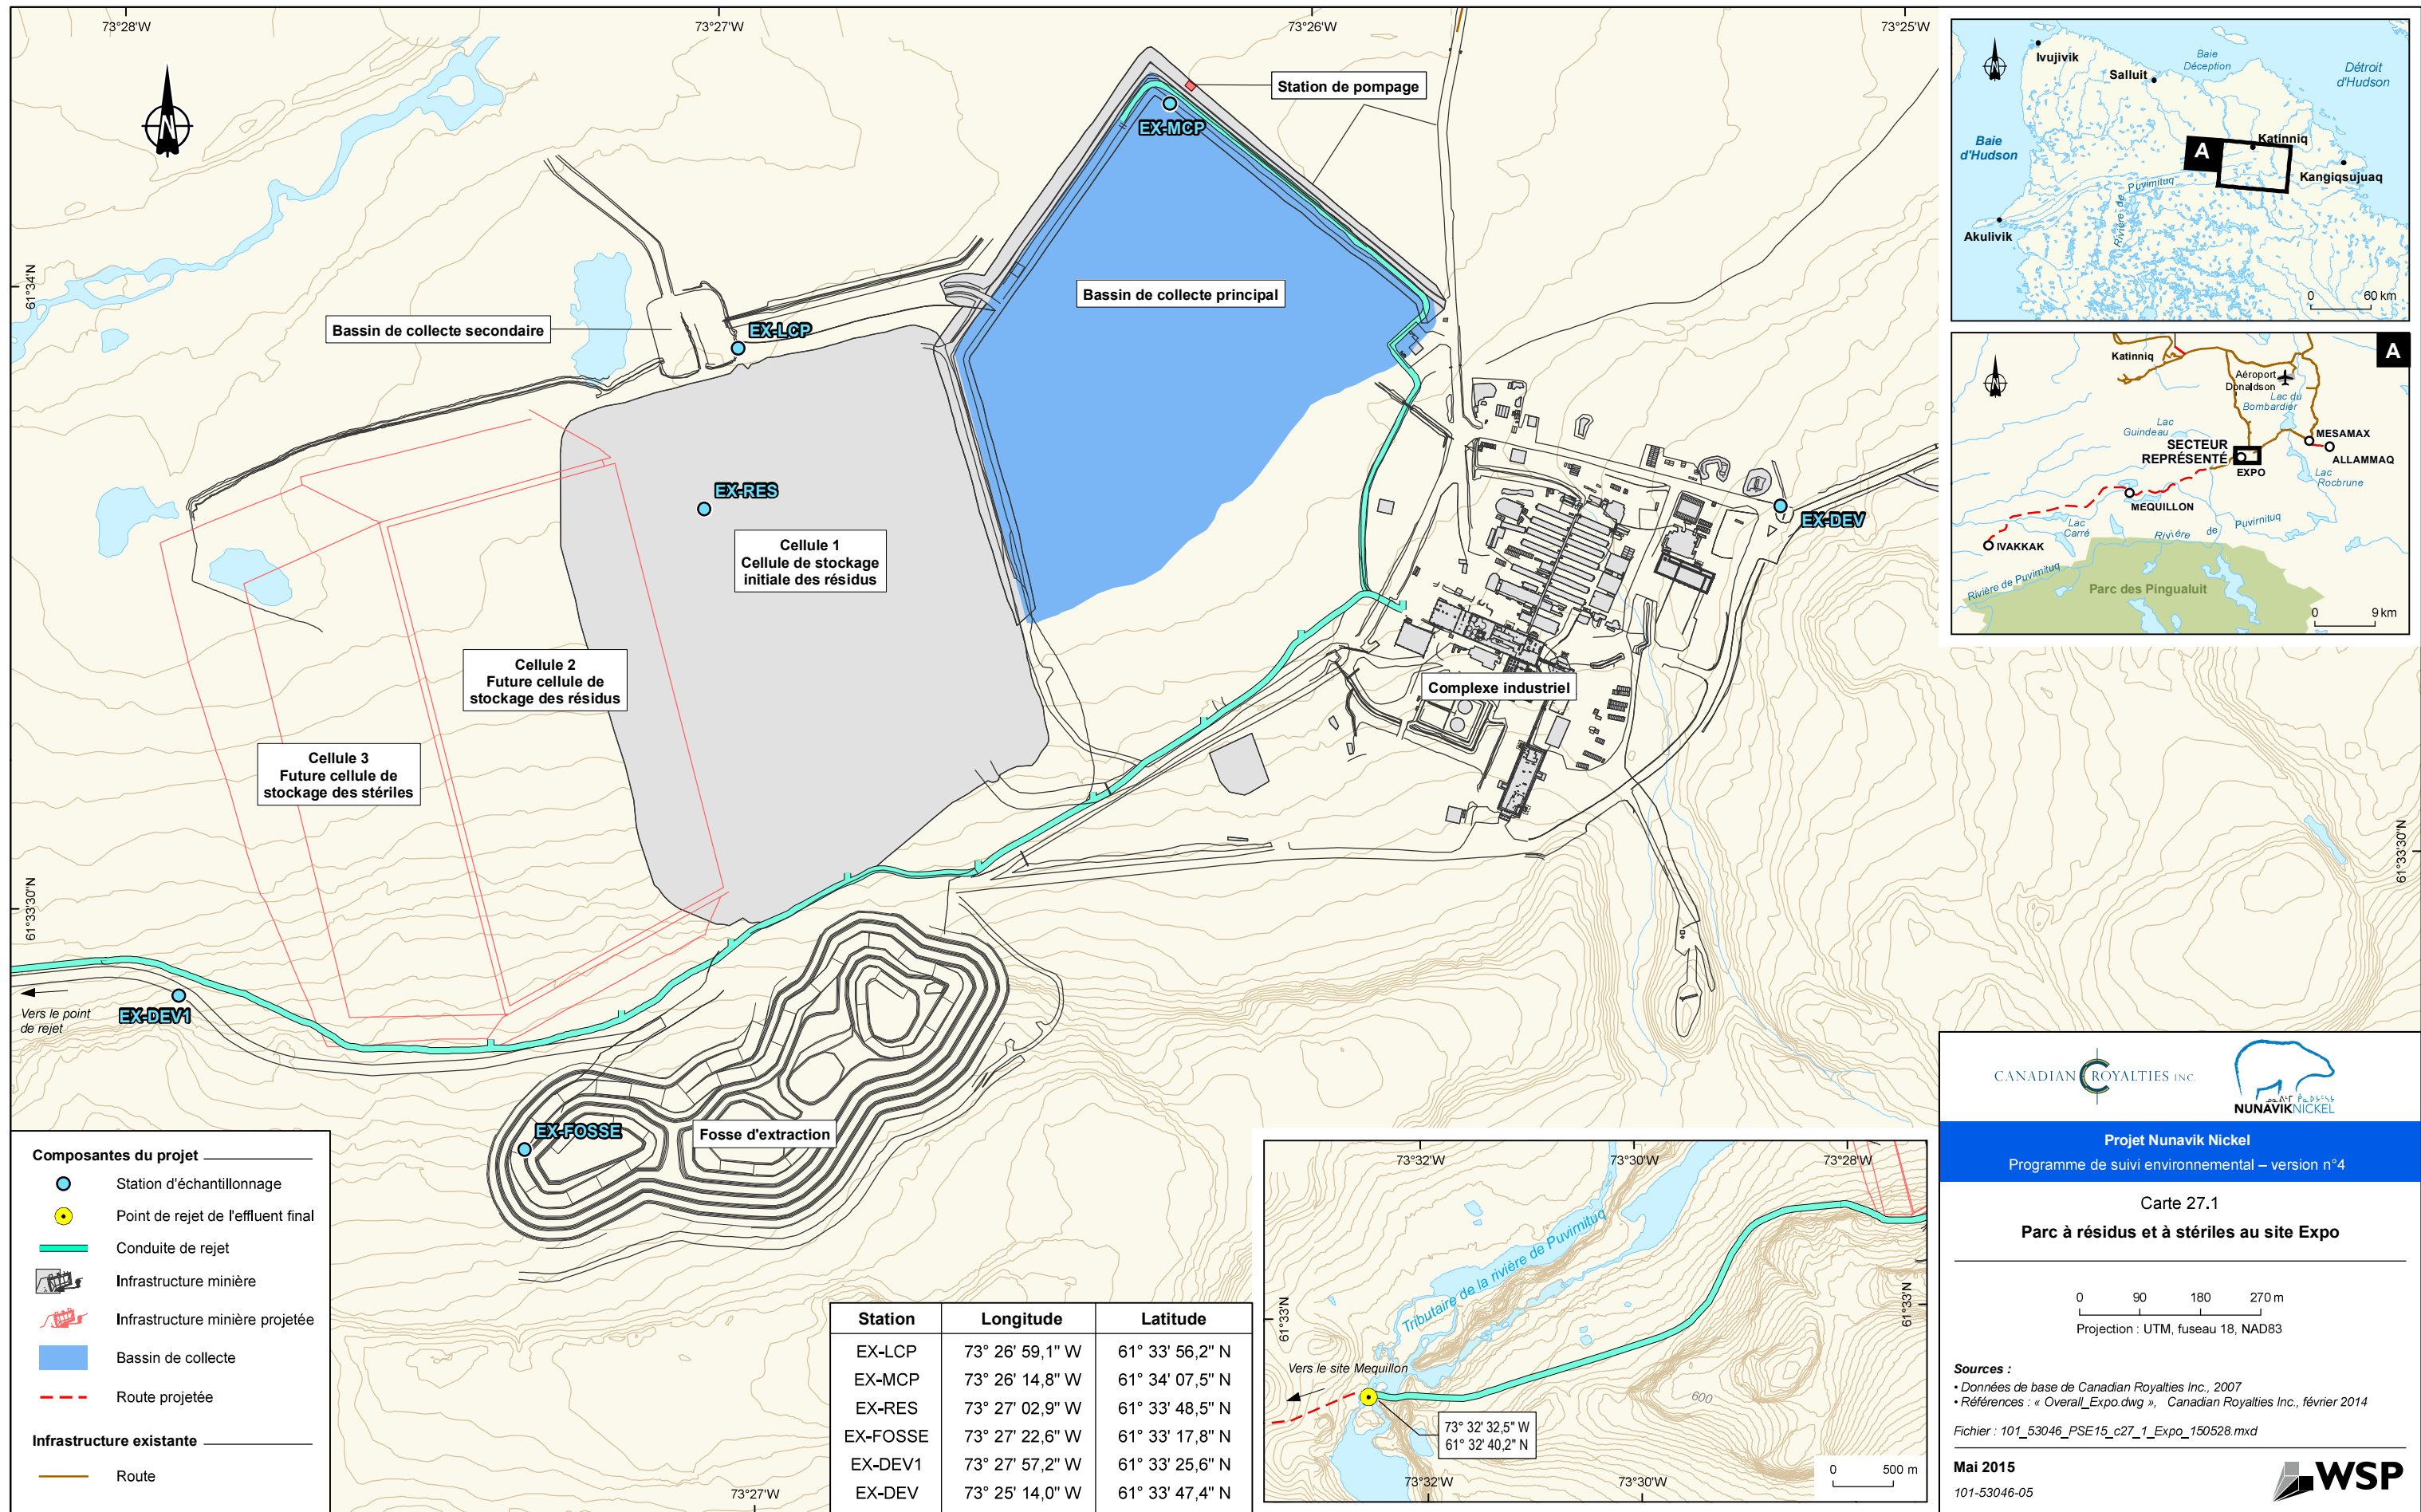 73°28'W
73°27'W
73°26'W
73°25'W
61°34'N
61°33'30"N
61°33'30"N
73°27'W
Station de pompage
EX-MCP
Bassin de collecte principal
Bassin de collecte secondaire
EX-LCP
EX-RES
EX-DEV
Cellule 1
Cellule de stockage
initiale des résidus
Cellule 2
Future cellule de
stockage des résidus
Cellule 3
Future cellule de
stockage des stériles
Complexe industriel
Vers le point
de rejet
EX-DEV1
EX-FOSSE
Fosse d'extraction
Ivujivik
Salluit
Baie
Déception
Détroit
d'Hudson
Baie
d'Hudson
A
Katinniq
Kangiqsujuaq
Puvirnituq
Rivière de
Akulivik
0 60 km
A
Katinniq
Aéroport
Donaldson
Lac du
Bombardier
Lac
Guindeau
SECTEUR
REPRÉSENTÉ
EXPO
MESAMAX
ALLAMMAQ
Lac
Rocbrune
MEQUILLON
Lac
Carré
Rivière de Puvirnituq
IVAKKAK
Rivière de Puvirnituq
Parc des Pingualuit
0 9 km
Composantes du projet
Station d'échantillonnage
Point de rejet de l'effluent final
Conduite de rejet
Infrastructure minière
Infrastructure minière projetée
Bassin de collecte
Route projetée
Infrastructure existante
Route
Station Longitude Latitude
EX-LCP 73° 26' 59,1" W 61° 33' 56,2" N
EX-MCP 73° 26' 14,8" W 61° 34' 07,5" N
EX-RES 73° 27' 02,9" W 61° 33' 48,5" N
EX-FOSSE 73° 27' 22,6" W 61° 33' 17,8" N
EX-DEV1 73° 27' 57,2" W 61° 33' 25,6" N
EX-DEV 73° 25' 14,0" W 61° 33' 47,4" N
73°32'W
73°30'W
73°28'W
61°33'N
61°33'N
Tributaire de la rivière de Puvirnituq
Vers le site Mequillon
600
73° 32' 32,5" W
61° 32' 40,2" N
73°32'W
73°30'W
0 500 m
CANADIAN ROYALTIES INC.
NUNAVIKNICKEL
Projet Nunavik Nickel
Programme de suivi environnemental – version n°4
Carte 27.1
Parc à résidus et à stériles au site Expo
0 90 180 270 m
Projection : UTM, fuseau 18, NAD83
Sources :
• Données de base de Canadian Royalties Inc., 2007
• Références : « Overall_Expo.dwg », Canadian Royalties Inc., février 2014
Fichier : 101_53046_PSE15_c27_1_Expo_150528.mxd
Mai 2015
101-53046-05
WSP